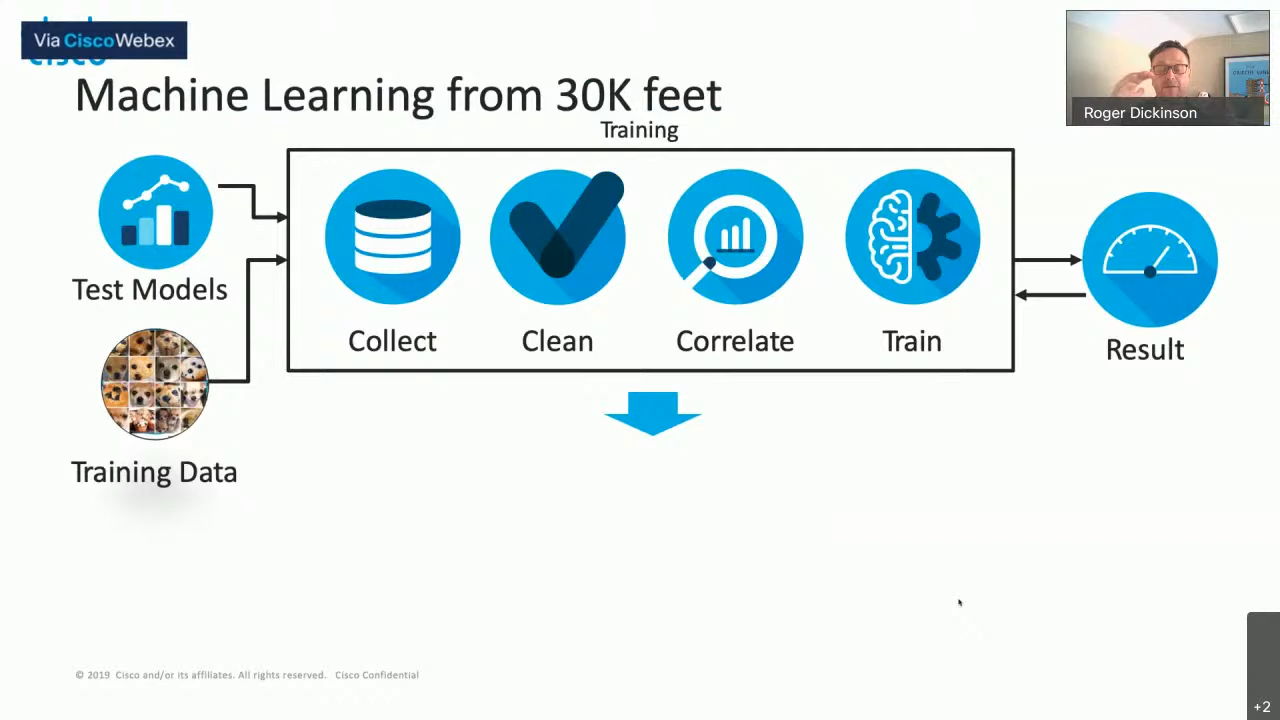 Via CiscoWebex
Machine Learning from 30K feet
Roger Dickinson
Training
Test Models
Training Data
Collect
Clean
Correlate
Train
Result
© 2019 Cisco and/or its affiliates. All rights reserved. Cisco Confidential
+2